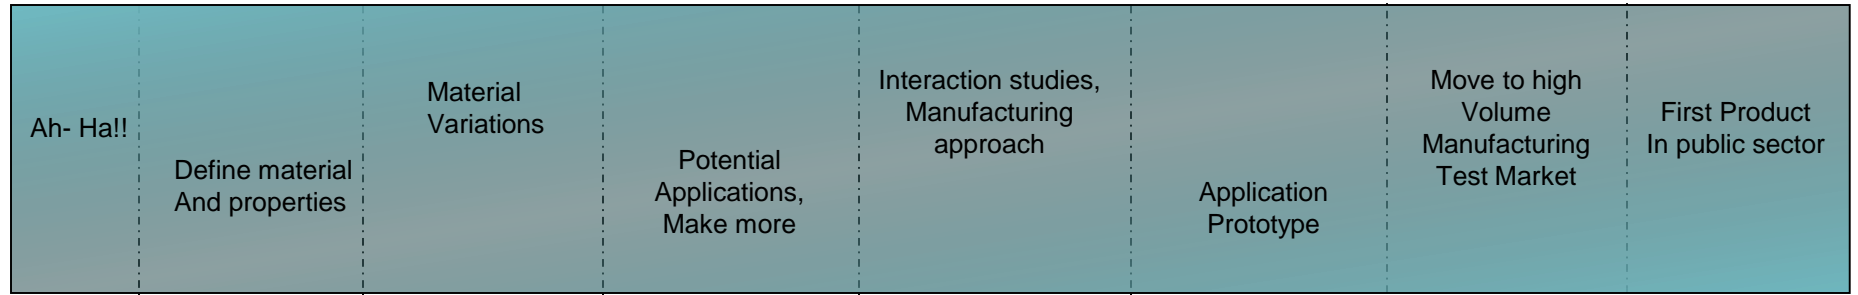 Ah- Ha!!
Define material
And properties
Material
Variations
Potential
Applications,
Make more
Interaction studies,
Manufacturing
approach
Application
Prototype
Move to high
Volume
Manufacturing
Test Market
First Product
In public sector